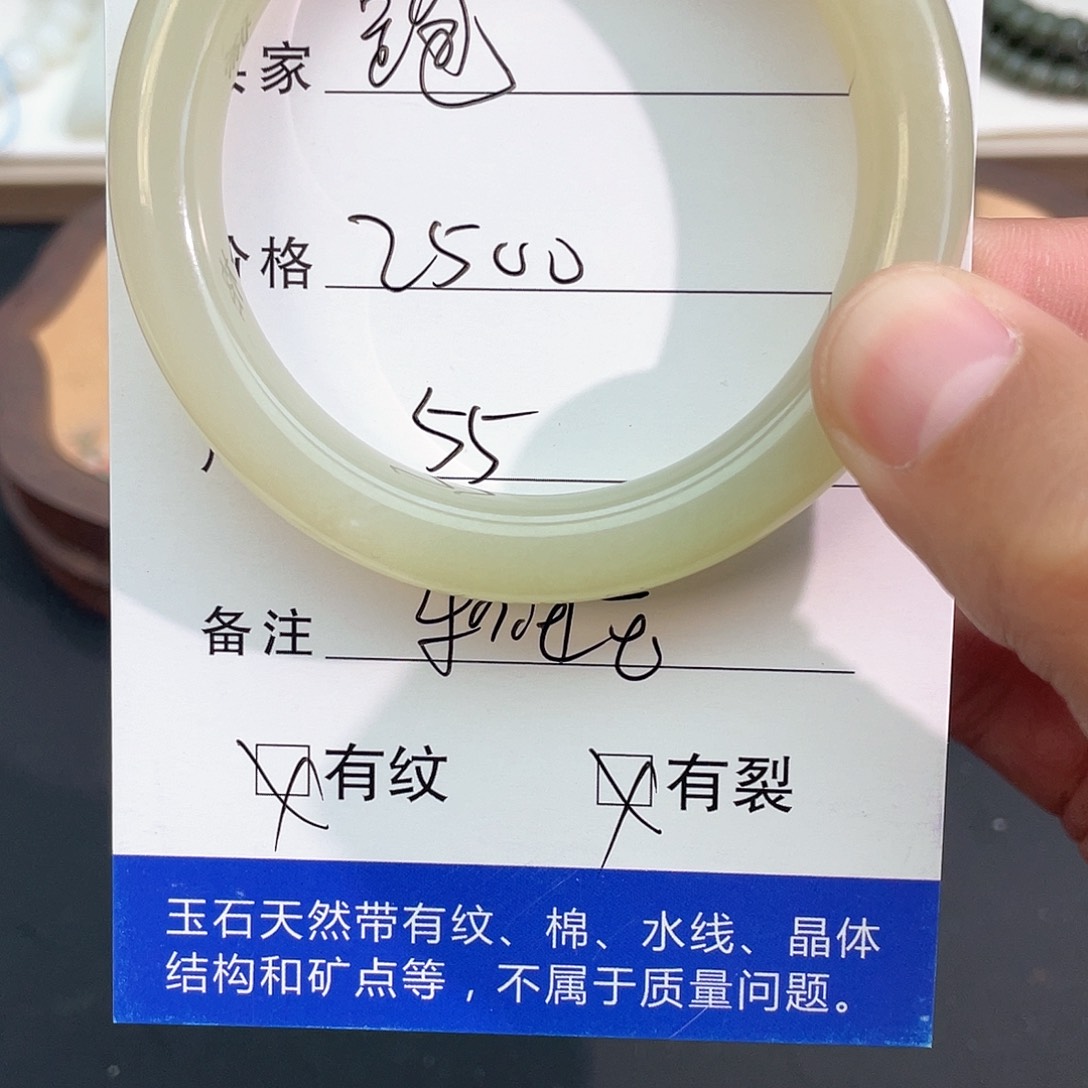 家
价格 2500
55
备注
有纹 有裂
玉石天然带有纹、棉、水线、晶体
结构和矿点等，不属于质量问题。